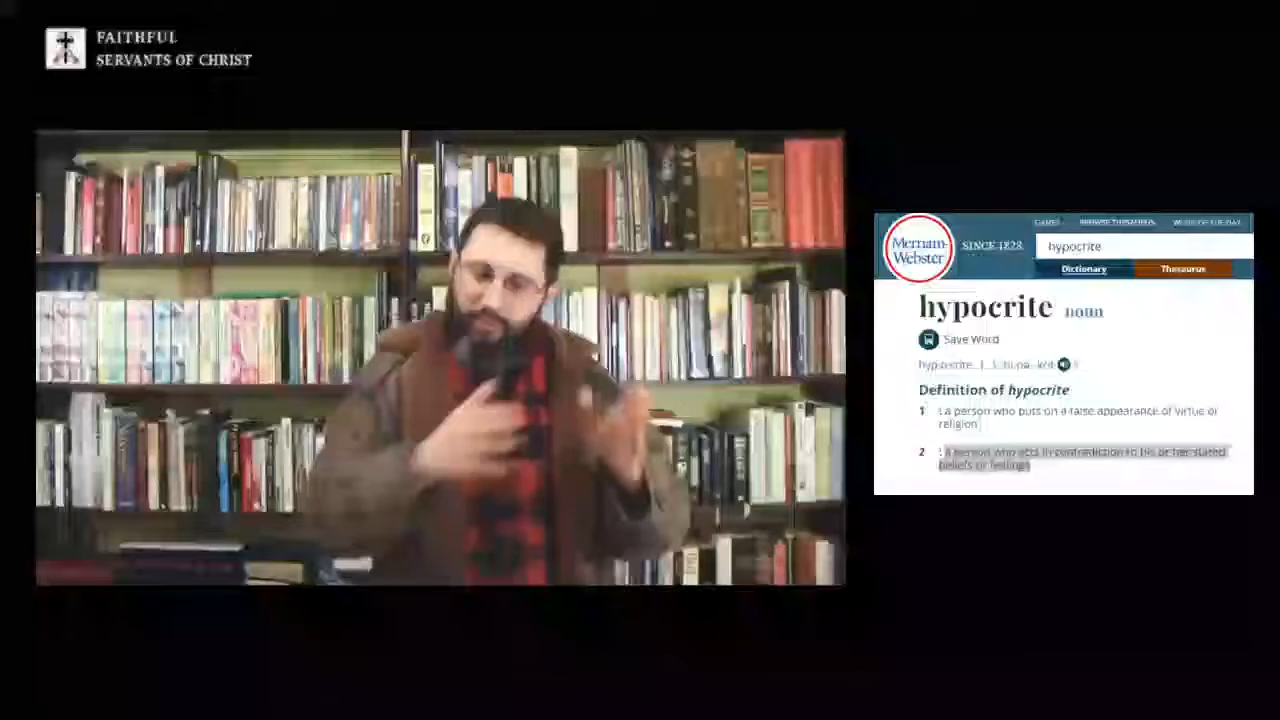 FAITHFUL
SERVANTS OF CHRIST
BROWSE THESAURUS
Merriam-
Webster
SINCE 1828
hypocrite
Dictionary
Thesaurus
hypocrite noun
Save Word
Definition of hypocrite
1 : a person who puts on a false appearance of virtue or
religion
2 : a person who acts in contradiction to his or her stated
beliefs or feelings